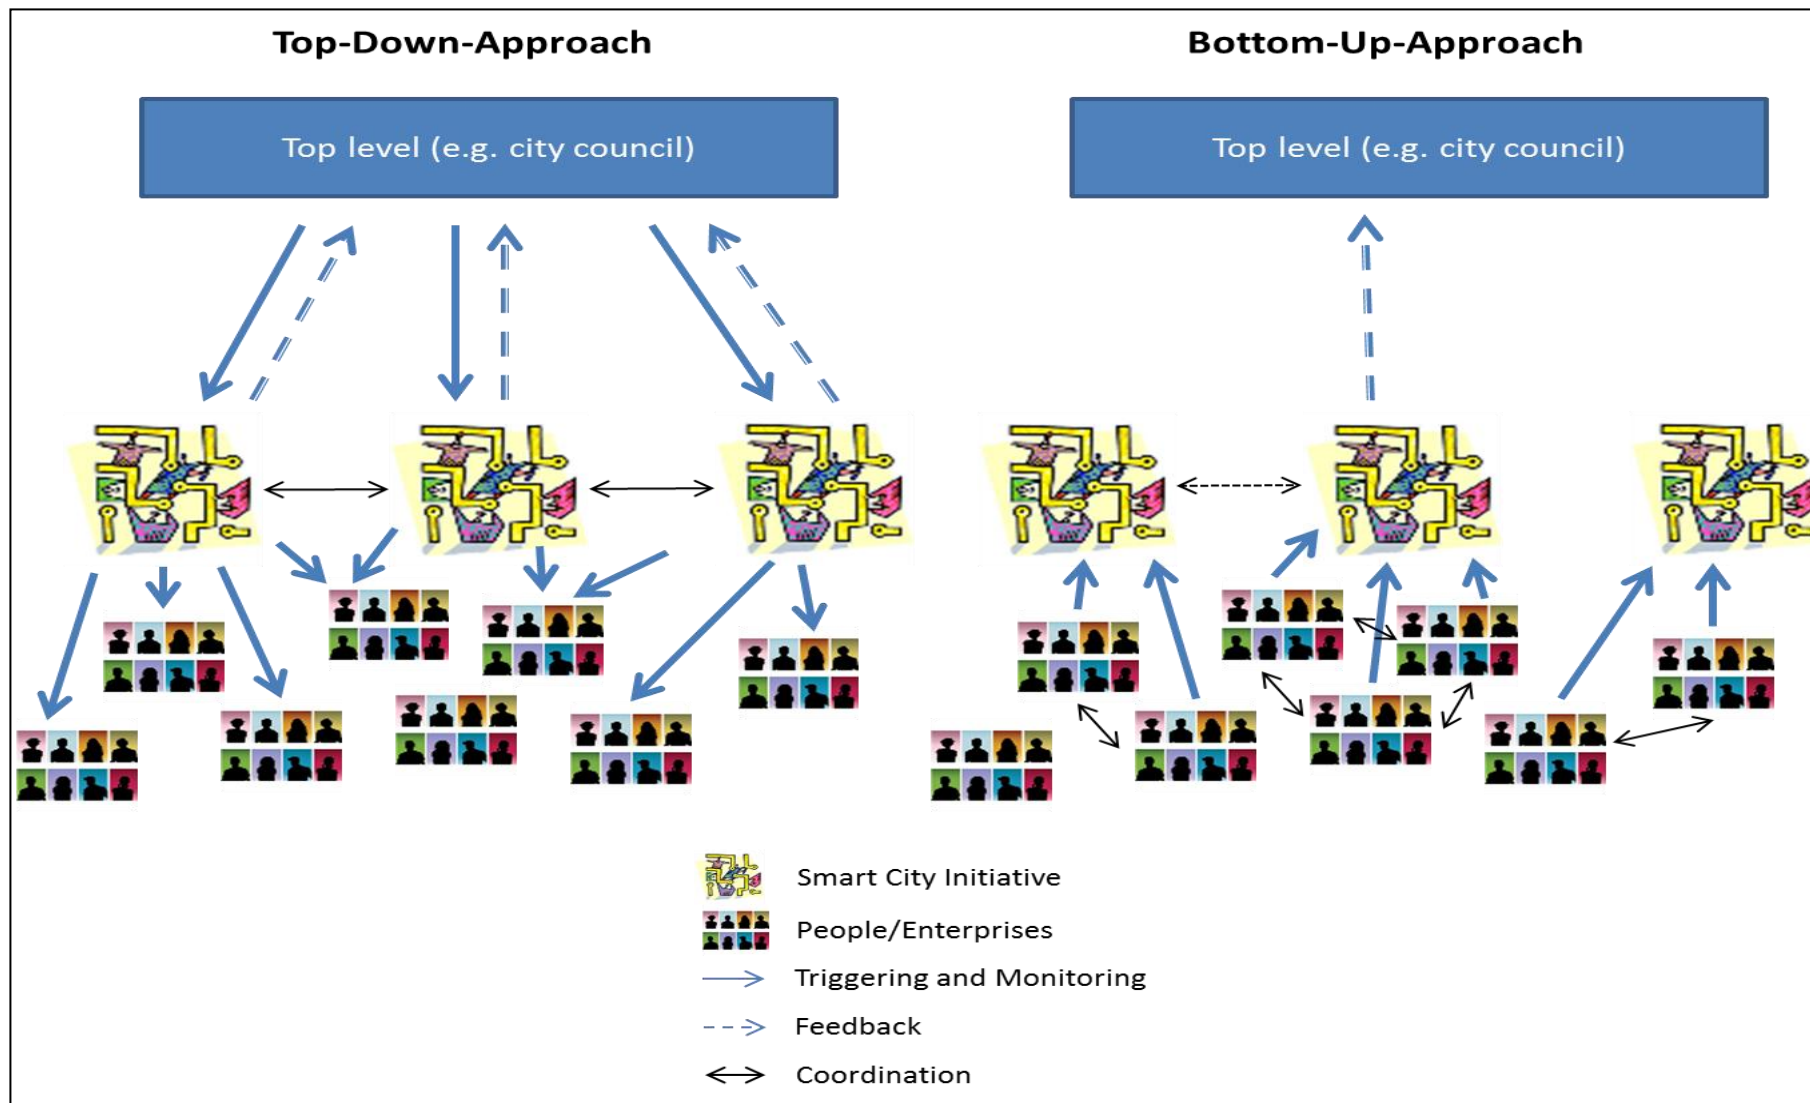 Top-Down-Approach
Bottom-Up-Approach
Top level (e.g. city council)
Top level (e.g. city council)
Smart City Initiative
People/Enterprises
Triggering and Monitoring
Feedback
Coordination